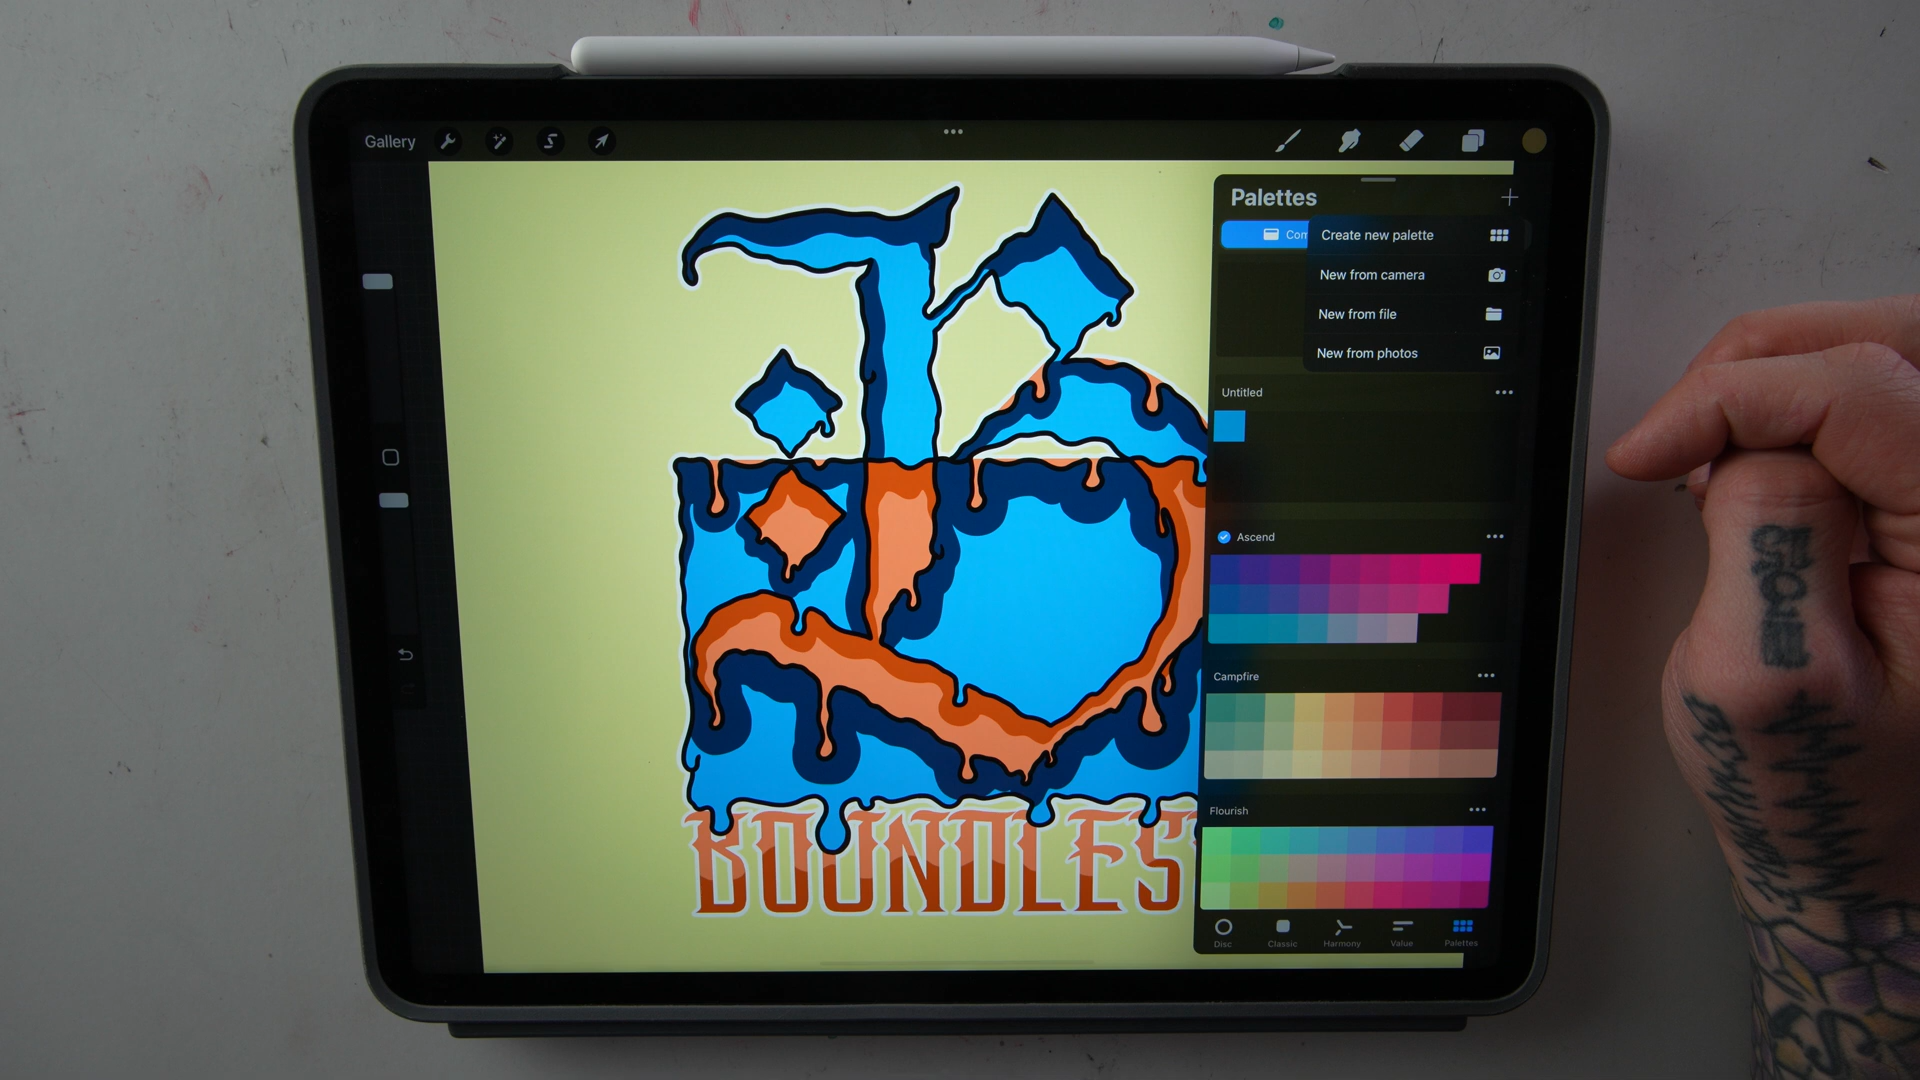 Gallery
Palettes
Com
Create new palette
New from camera
New from file
New from photos
Untitled
Ascend
Campfire
Flourish
BOUNDLES
Disc
Classic
Harmony
Value
Palettes